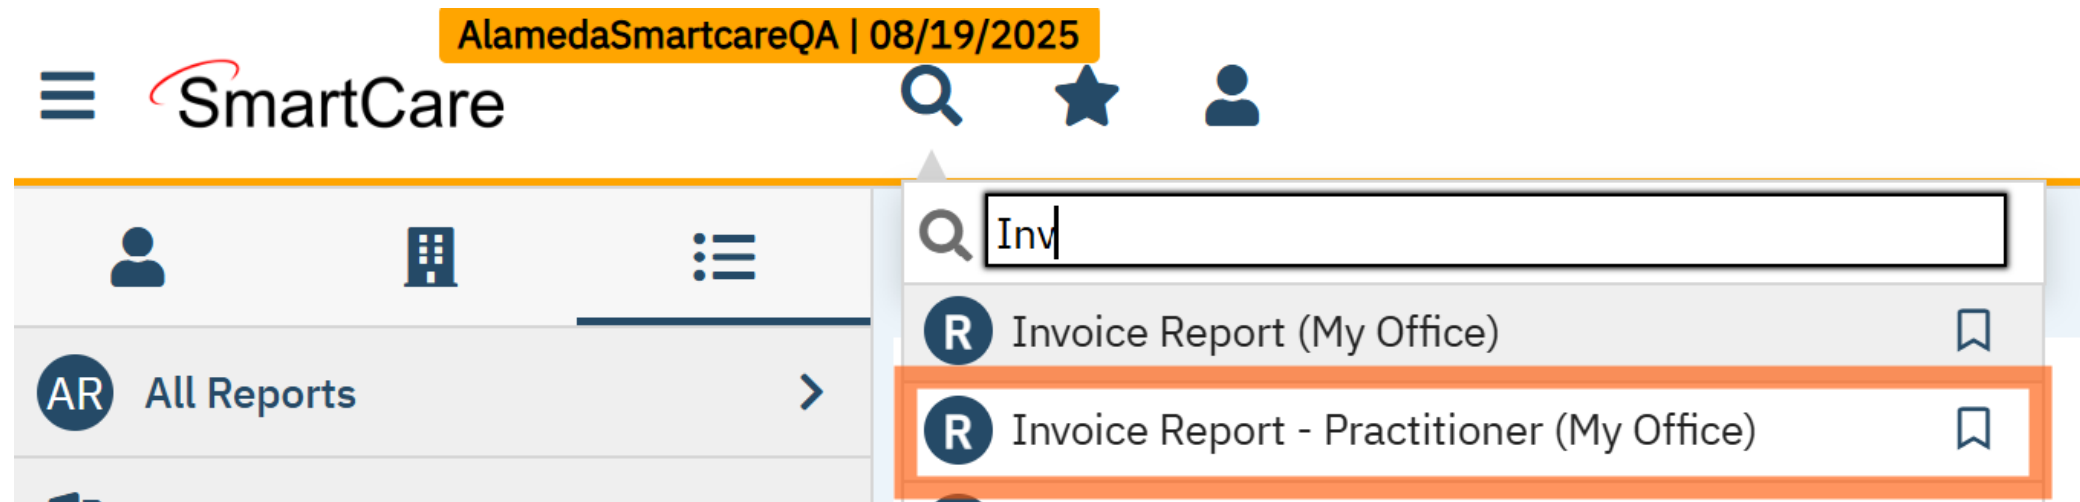 AlamedaSmartcareQA | 08/19/2025
SmartCare
Inv
R Invoice Report (My Office)
AR All Reports
R Invoice Report - Practitioner (My Office)